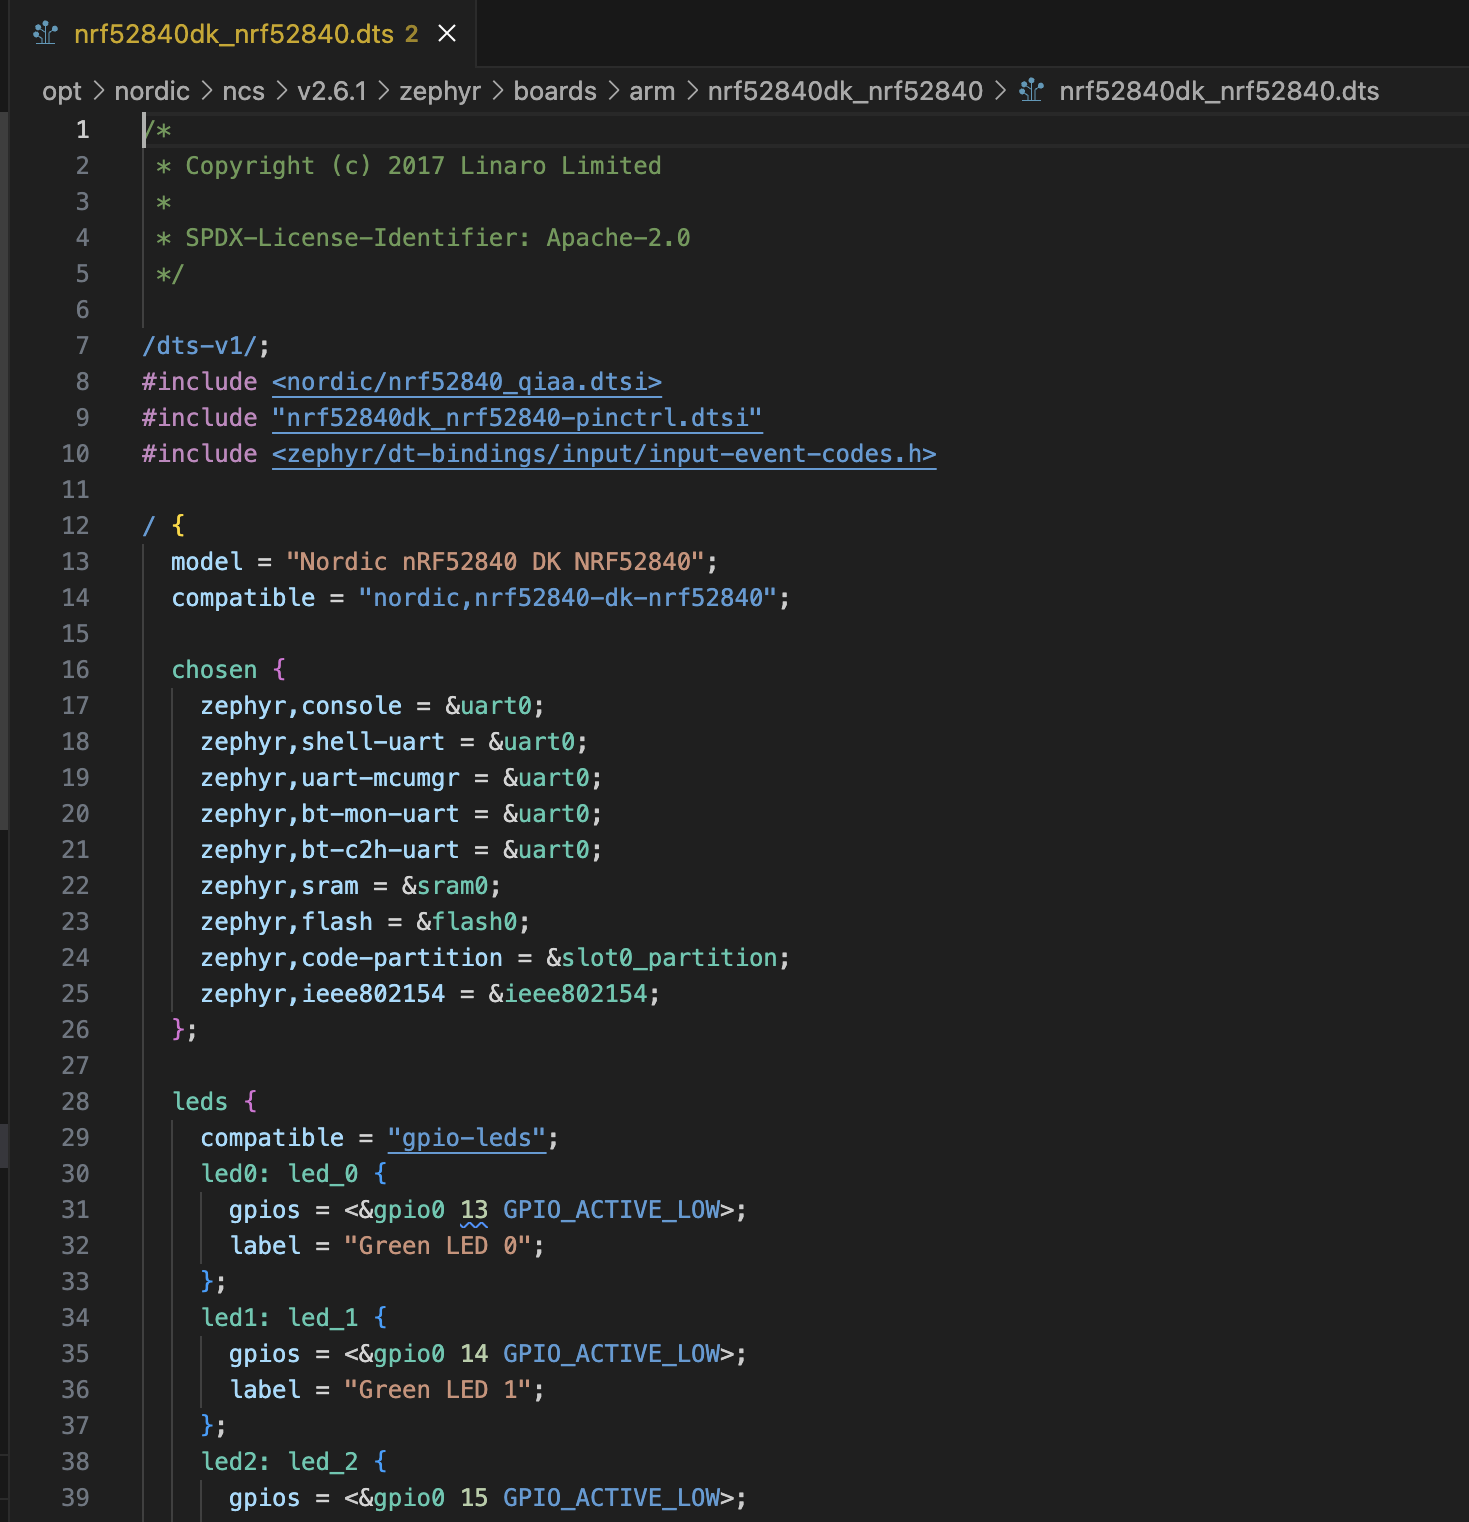 nrf52840dk_nrf52840.dts 2
opt > nordic > ncs > v2.6.1 > zephyr > boards > arm > nrf52840dk_nrf52840 > nrf52840dk_nrf52840.dts
1 /*
2  * Copyright (c) 2017 Linaro Limited
3  *
4  * SPDX-License-Identifier: Apache-2.0
5  */
6
7 /dts-v1/;
8 #include <nordic/nrf52840_qiaa.dtsi>
9 #include "nrf52840dk_nrf52840-pinctrl.dtsi"
10 #include <zephyr/dt-bindings/input/input-event-codes.h>
11
12 / {
13   model = "Nordic nRF52840 DK NRF52840";
14   compatible = "nordic,nrf52840-dk-nrf52840";
15
16   chosen {
17     zephyr,console = &uart0;
18     zephyr,shell-uart = &uart0;
19     zephyr,uart-mcumgr = &uart0;
20     zephyr,bt-mon-uart = &uart0;
21     zephyr,bt-c2h-uart = &uart0;
22     zephyr,sram = &sram0;
23     zephyr,flash = &flash0;
24     zephyr,code-partition = &slot0_partition;
25     zephyr,ieee802154 = &ieee802154;
26   };
27
28   leds {
29     compatible = "gpio-leds";
30     led0: led_0 {
31       gpios = <&gpio0 13 GPIO_ACTIVE_LOW>;
32       label = "Green LED 0";
33     };
34     led1: led_1 {
35       gpios = <&gpio0 14 GPIO_ACTIVE_LOW>;
36       label = "Green LED 1";
37     };
38     led2: led_2 {
39       gpios = <&gpio0 15 GPIO_ACTIVE_LOW>;